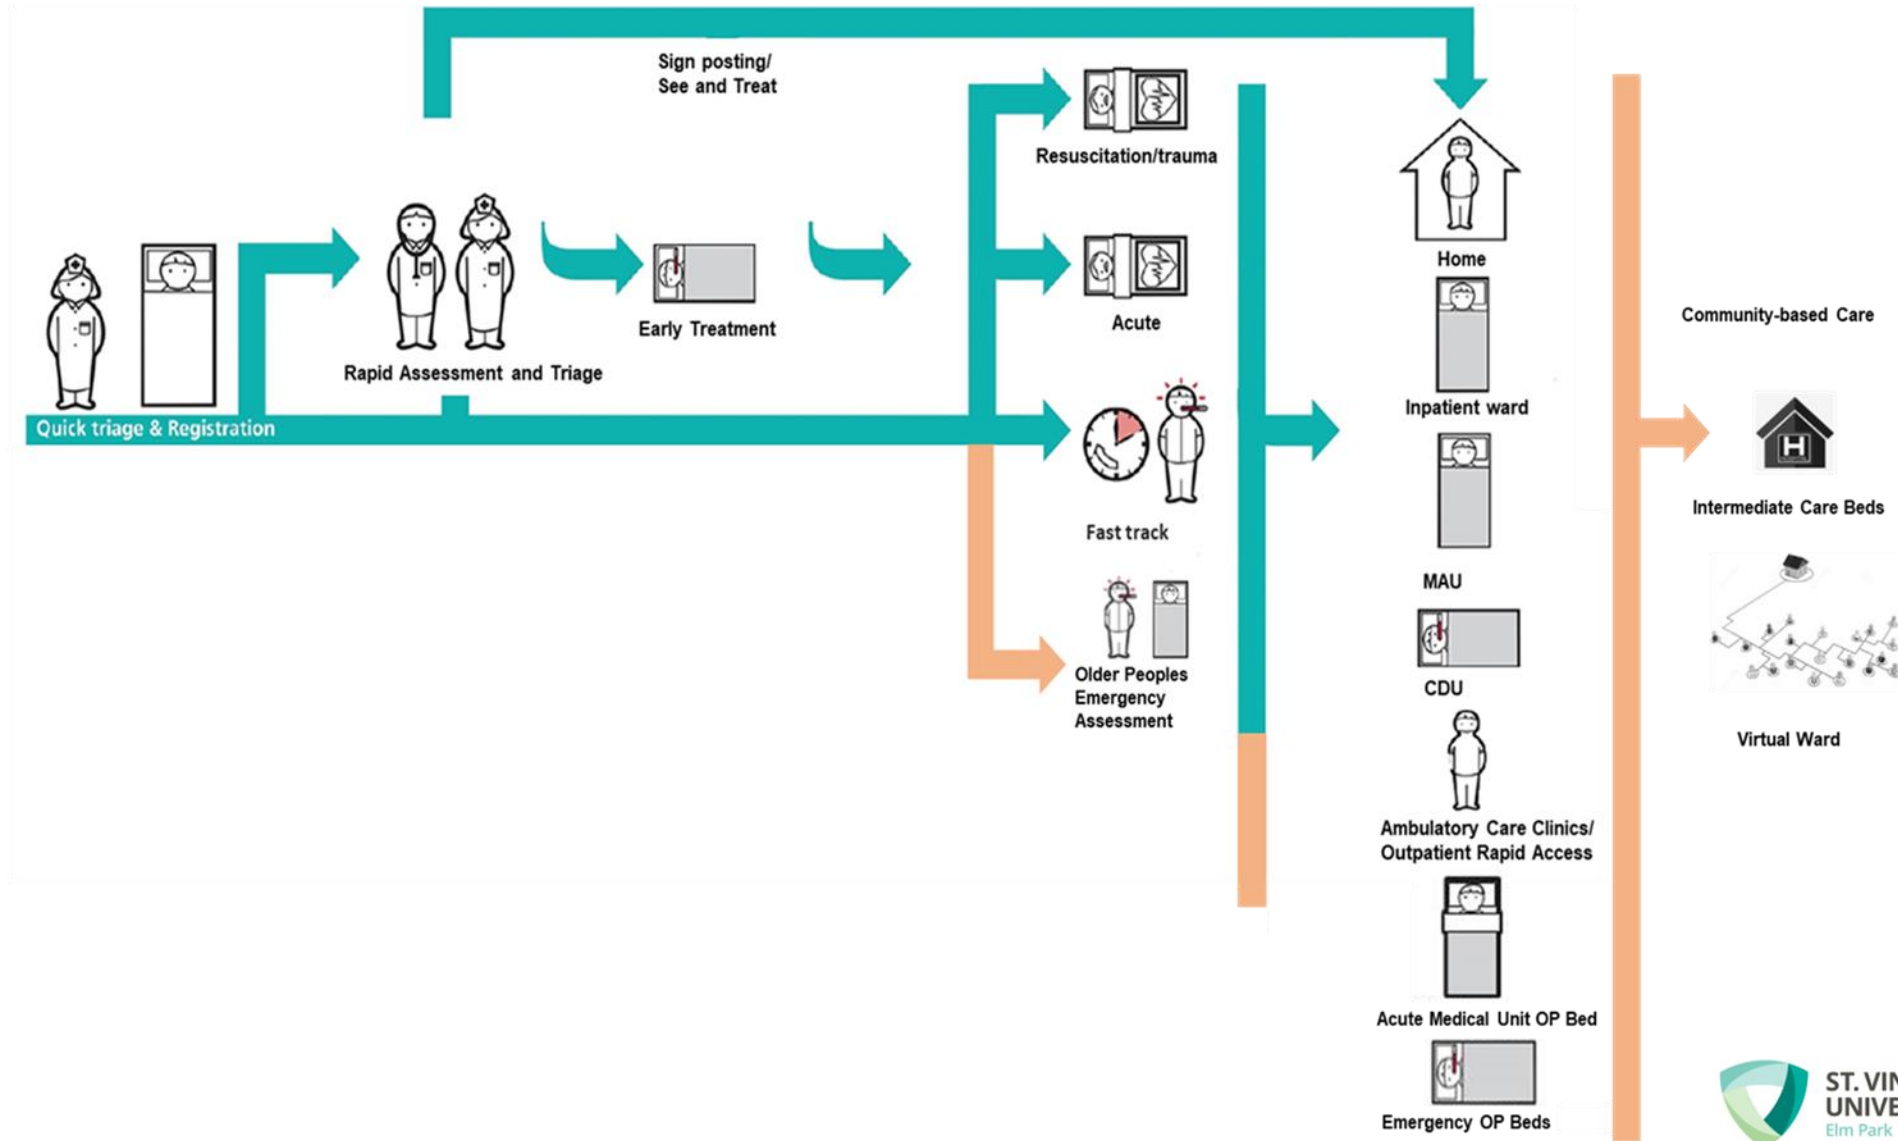 Sign posting/
See and Treat
Resuscitation/trauma
Home
Community-based Care
Early Treatment
Acute
Rapid Assessment and Triage
Inpatient ward
Quick triage & Registration
H
Intermediate Care Beds
Fast track
MAU
Older Peoples
Emergency
Assessment
CDU
Virtual Ward
Ambulatory Care Clinics/
Outpatient Rapid Access
Acute Medical Unit OP Bed
Emergency OP Beds
ST. VIN
UNIVE
Elm Park